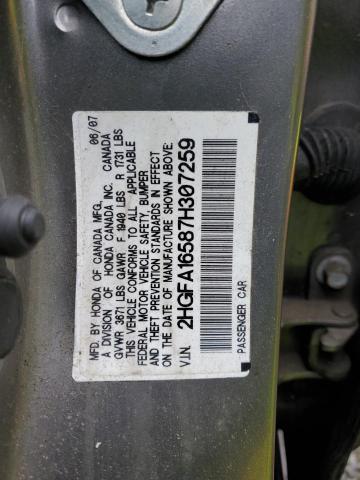 MFD. BY HONDA OF CANADA MFG. 06/07
A DIVISION OF HONDA CANADA INC. CANADA
GVWR 3671 LBS GAWR F 1940 LBS R 1731 LBS
THIS VEHICLE CONFORMS TO ALL APPLICABLE
FEDERAL MOTOR VEHICLE SAFETY, BUMPER
AND THEFT PREVENTION STANDARDS IN EFFECT
ON THE DATE OF MANUFACTURE SHOWN ABOVE.
V.I.N. 2HGFA16587H307259
PASSENGER CAR